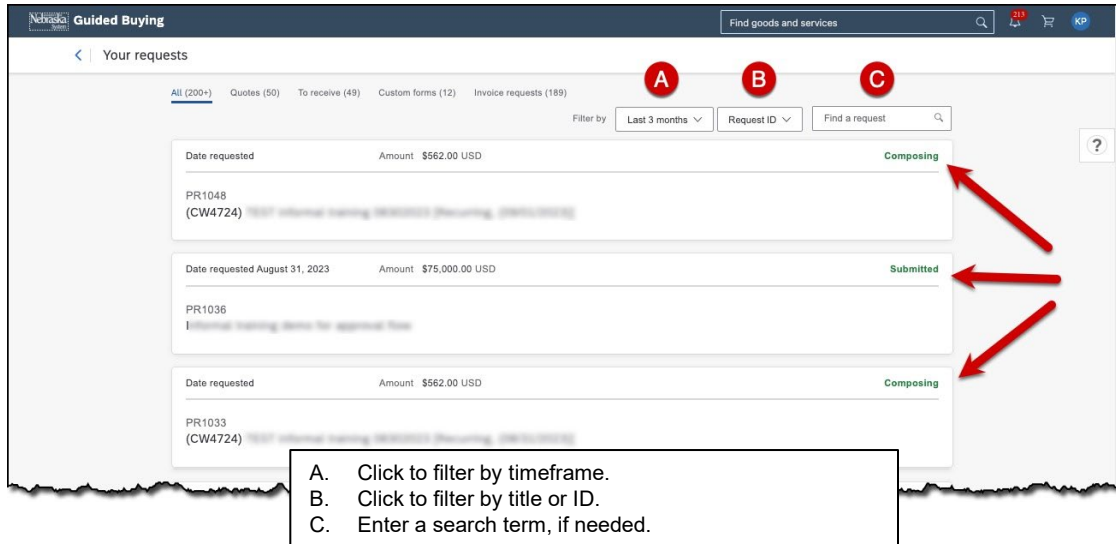 Nebraska System Guided Buying Find goods and services 213 KP
Your requests
A B C
All (200+) Quotes (50) To receive (49) Custom forms (12) Invoice requests (189)
Filter by Last 3 months Request ID Find a request
?
Date requested Amount $562.00 USD Composing
PR1048
(CW4724)
Date requested August 31, 2023 Amount $75,000.00 USD Submitted
PR1036
Date requested Amount $562.00 USD Composing
PR1033
(CW4724)
A. Click to filter by timeframe.
B. Click to filter by title or ID.
C. Enter a search term, if needed.